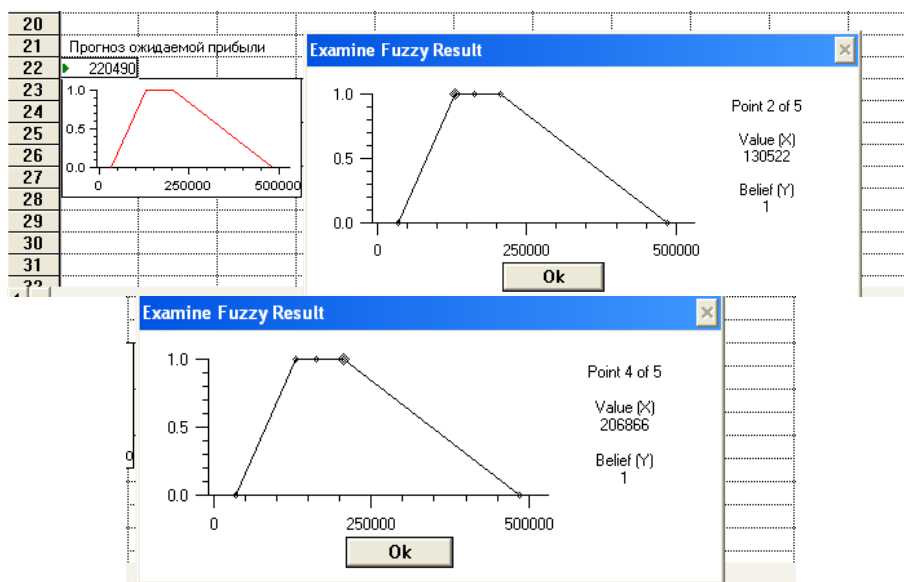 20
21 Прогноз ожидаемой прибыли
22 220490
23
24
25
26
27
28
29
30
31
1.0
0.5
0.0
0 250000 500000
Examine Fuzzy Result
1.0
0.5
0.0
0 250000 500000
Point 2 of 5
Value (X)
130522
Belief (Y)
1
Ok
Examine Fuzzy Result
1.0
0.5
0.0
0 250000 500000
Point 4 of 5
Value (X)
206866
Belief (Y)
1
Ok